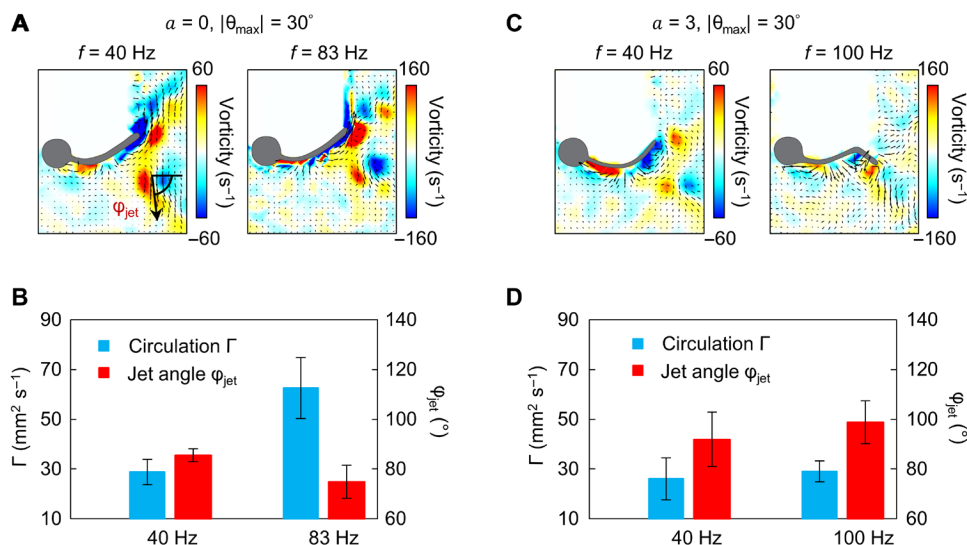 A
a = 0, |θmax| = 30°
f = 40 Hz
f = 83 Hz
60
160
Vorticity (s⁻¹)
Vorticity (s⁻¹)
φjet
−60
−160
C
a = 3, |θmax| = 30°
f = 40 Hz
f = 100 Hz
60
160
Vorticity (s⁻¹)
Vorticity (s⁻¹)
−60
−160
B
90
70
50
30
10
Γ (mm² s⁻¹)
Circulation Γ
Jet angle φjet
140
120
100
80
60
φjet (°)
40 Hz
83 Hz
D
90
70
50
30
10
Γ (mm² s⁻¹)
Circulation Γ
Jet angle φjet
140
120
100
80
60
φjet (°)
40 Hz
100 Hz